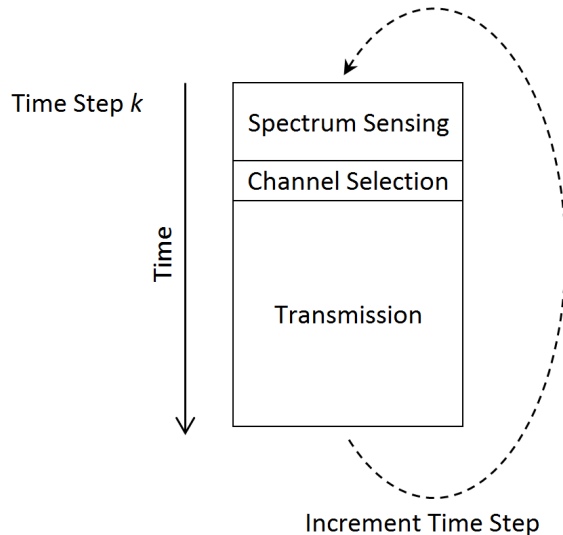 Time Step k
Spectrum Sensing
Channel Selection
Time
Transmission
Increment Time Step